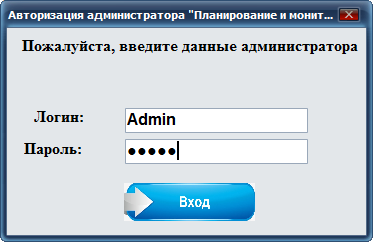 Авторизация администратора "Планирование и монит...
Пожалуйста, введите данные администратора
Логин: Admin
Пароль: ●●●●●
Вход